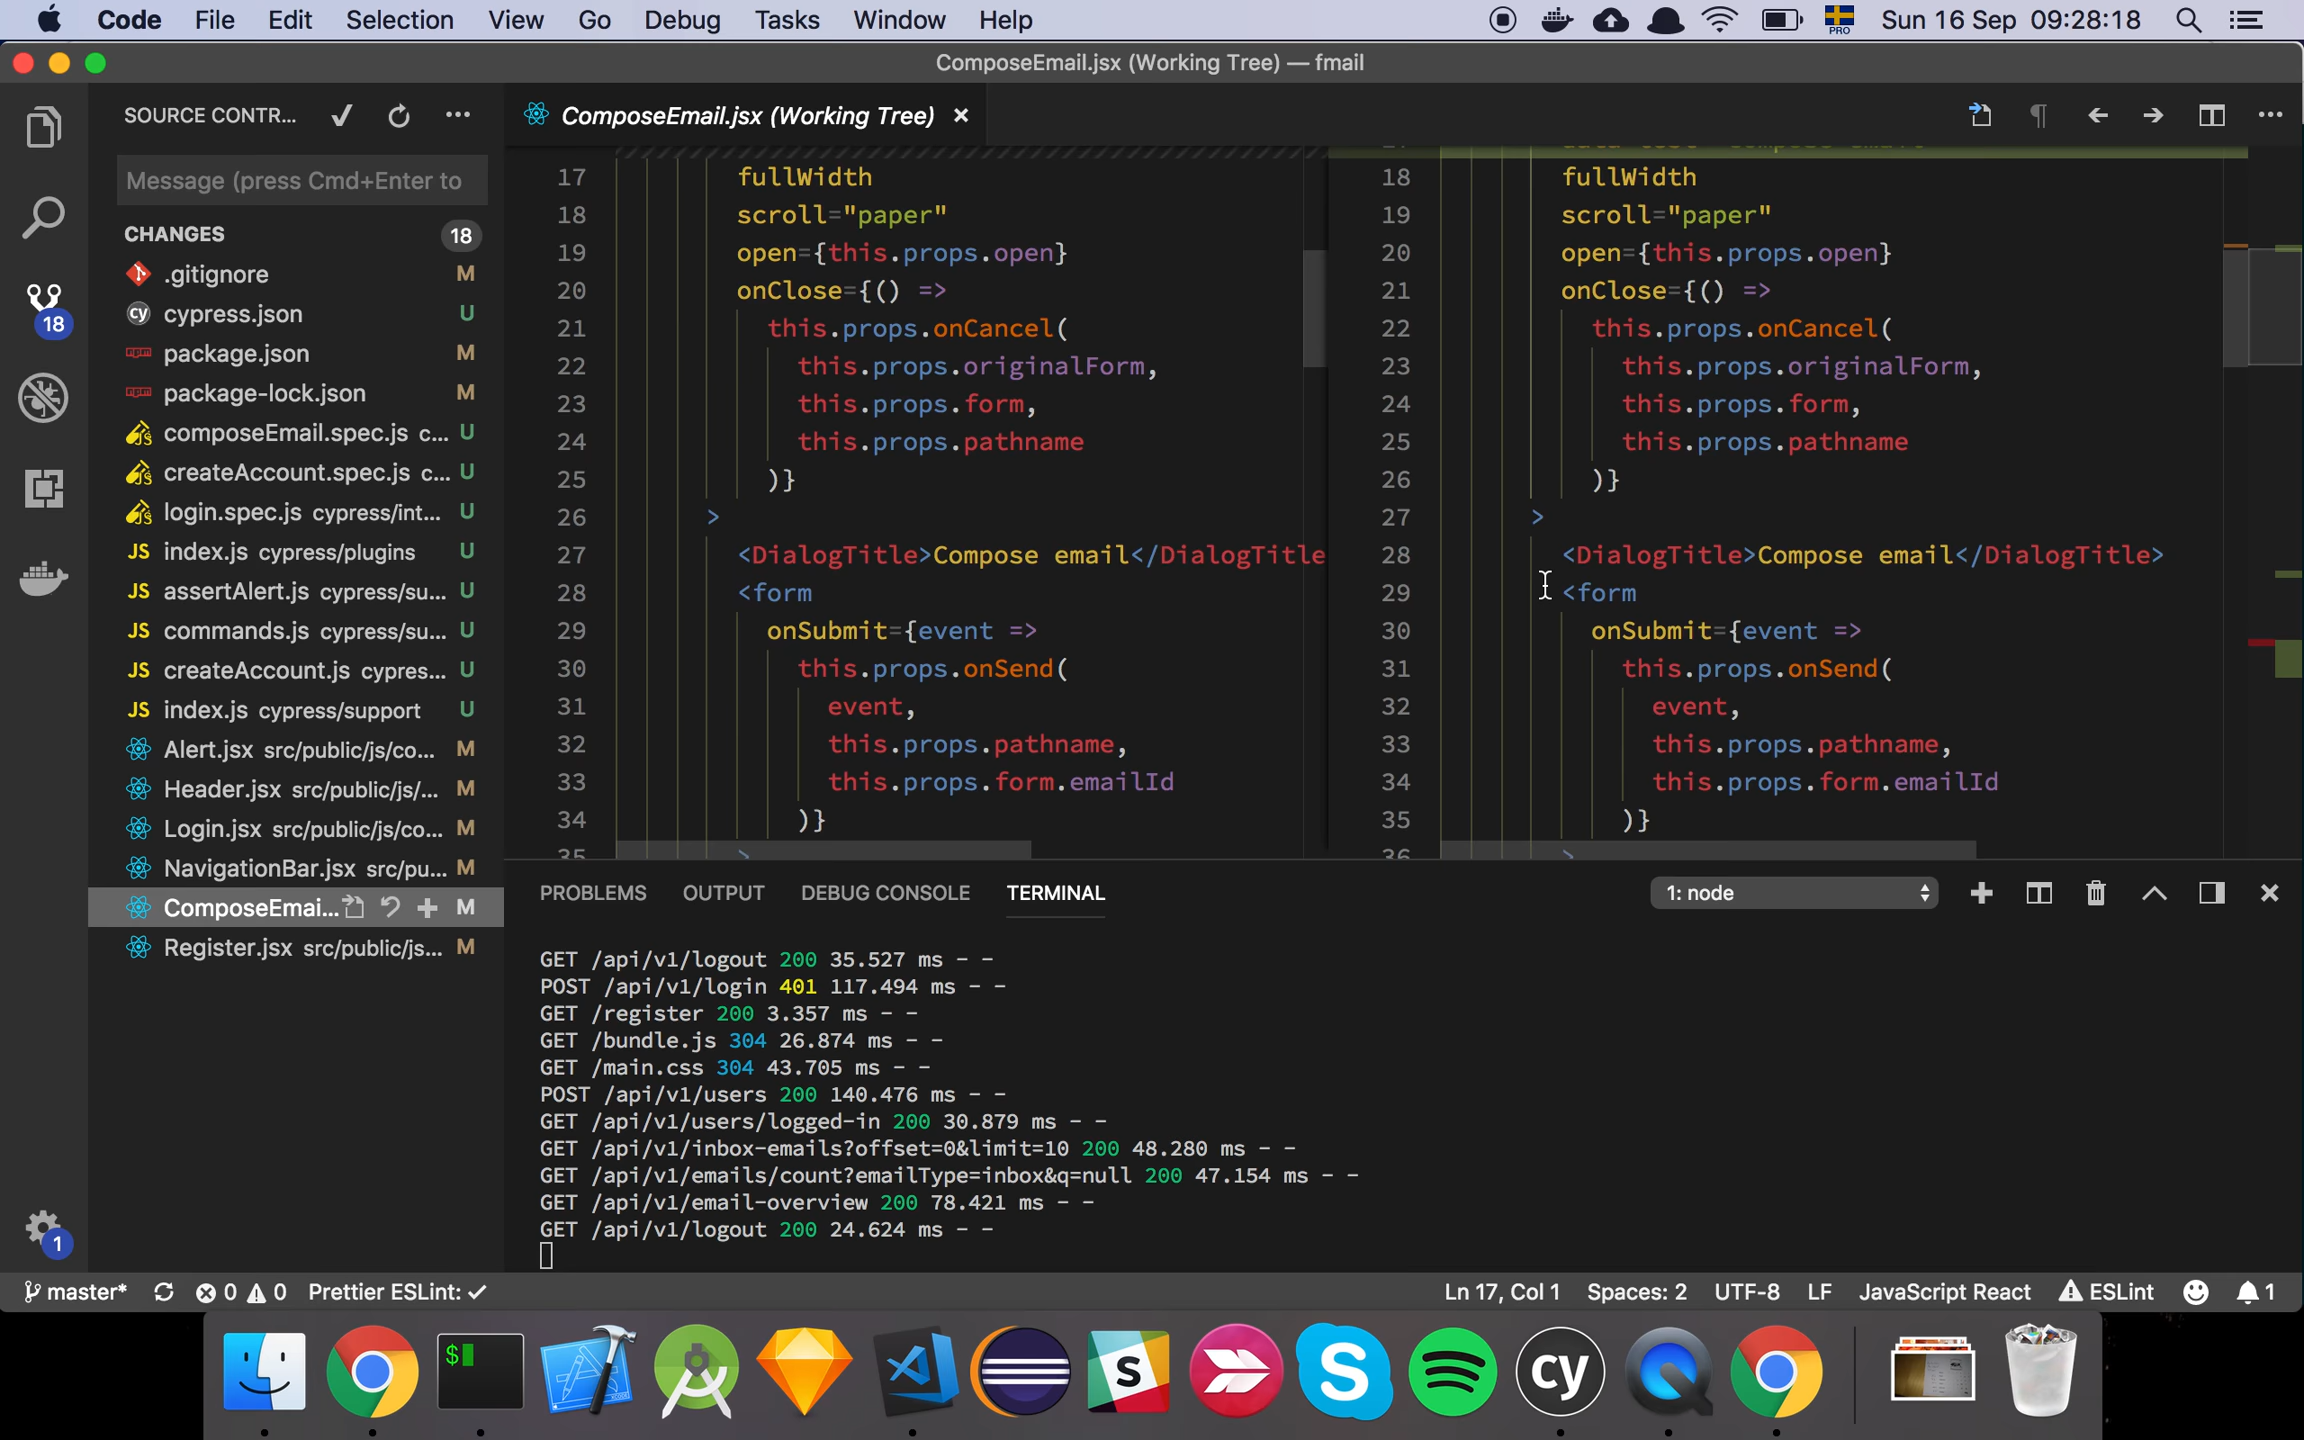 Code File Edit Selection View Go Debug Tasks Window Help PRO Sun 16 Sep 09:28:18
ComposeEmail.jsx (Working Tree) — fmail
SOURCE CONTR...
ComposeEmail.jsx (Working Tree)
Message (press Cmd+Enter to
CHANGES 18
.gitignore M
cypress.json U
package.json M
package-lock.json M
composeEmail.spec.js c... U
createAccount.spec.js c... U
login.spec.js cypress/int... U
JS index.js cypress/plugins U
JS assertAlert.js cypress/su... U
JS commands.js cypress/su... U
JS createAccount.js cypres... U
JS index.js cypress/support U
Alert.jsx src/public/js/co... M
Header.jsx src/public/js/... M
Login.jsx src/public/js/co... M
NavigationBar.jsx src/pu... M
ComposeEmai... M
Register.jsx src/public/js... M
18
1
17 fullWidth
18 scroll="paper"
19 open={this.props.open}
20 onClose={() =>
21 this.props.onCancel(
22 this.props.originalForm,
23 this.props.form,
24 this.props.pathname
25 )}
26 >
27 <DialogTitle>Compose email</DialogTitle
28 <form
29 onSubmit={event =>
30 this.props.onSend(
31 event,
32 this.props.pathname,
33 this.props.form.emailId
34 )}
35 >
18 fullWidth
19 scroll="paper"
20 open={this.props.open}
21 onClose={() =>
22 this.props.onCancel(
23 this.props.originalForm,
24 this.props.form,
25 this.props.pathname
26 )}
27 >
28 <DialogTitle>Compose email</DialogTitle>
29 <form
30 onSubmit={event =>
31 this.props.onSend(
32 event,
33 this.props.pathname,
34 this.props.form.emailId
35 )}
36 >
PROBLEMS OUTPUT DEBUG CONSOLE TERMINAL 1: node
GET /api/v1/logout 200 35.527 ms - -
POST /api/v1/login 401 117.494 ms - -
GET /register 200 3.357 ms - -
GET /bundle.js 304 26.874 ms - -
GET /main.css 304 43.705 ms - -
POST /api/v1/users 200 140.476 ms - -
GET /api/v1/users/logged-in 200 30.879 ms - -
GET /api/v1/inbox-emails?offset=0&limit=10 200 48.280 ms - -
GET /api/v1/emails/count?emailType=inbox&q=null 200 47.154 ms - -
GET /api/v1/email-overview 200 78.421 ms - -
GET /api/v1/logout 200 24.624 ms - -
master* 0 0 Prettier ESLint: ✓ Ln 17, Col 1 Spaces: 2 UTF-8 LF JavaScript React ESLint 1
$ S S cy